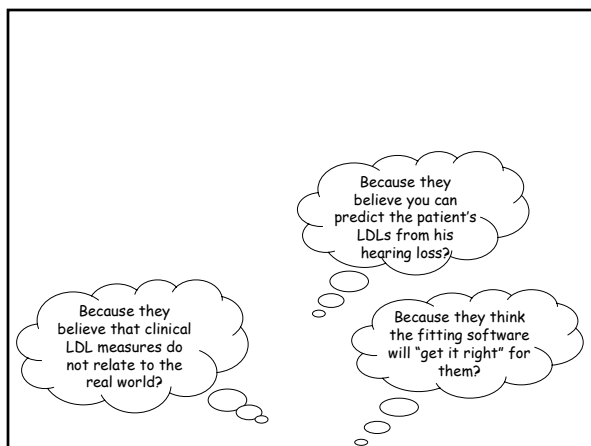 Because they
believe you can
predict the patient's
LDLs from his
hearing loss?
Because they
believe that clinical
LDL measures do
not relate to the
real world?
Because they think
the fitting software
will "get it right" for
them?